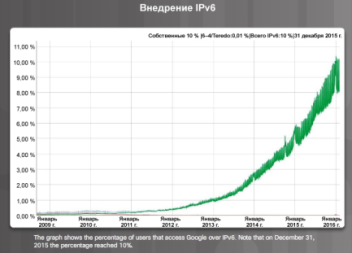 Внедрение IPv6
Собственные 10 % |6–4/Teredo:0,01 %|Всего IPv6:10 %|31 декабря 2015 г.
11,00 %
10,00 %
9,00 %
8,00 %
7,00 %
6,00 %
5,00 %
4,00 %
3,00 %
2,00 %
1,00 %
0,00 %
Январь Январь Январь Январь Январь Январь Январь Январь
2009 г. 2010 г. 2011 г. 2012 г. 2013 г. 2014 г. 2015 г. 2016 г.
The graph shows the percentage of users that access Google over IPv6. Note that on December 31,
2015 the percentage reached 10%.